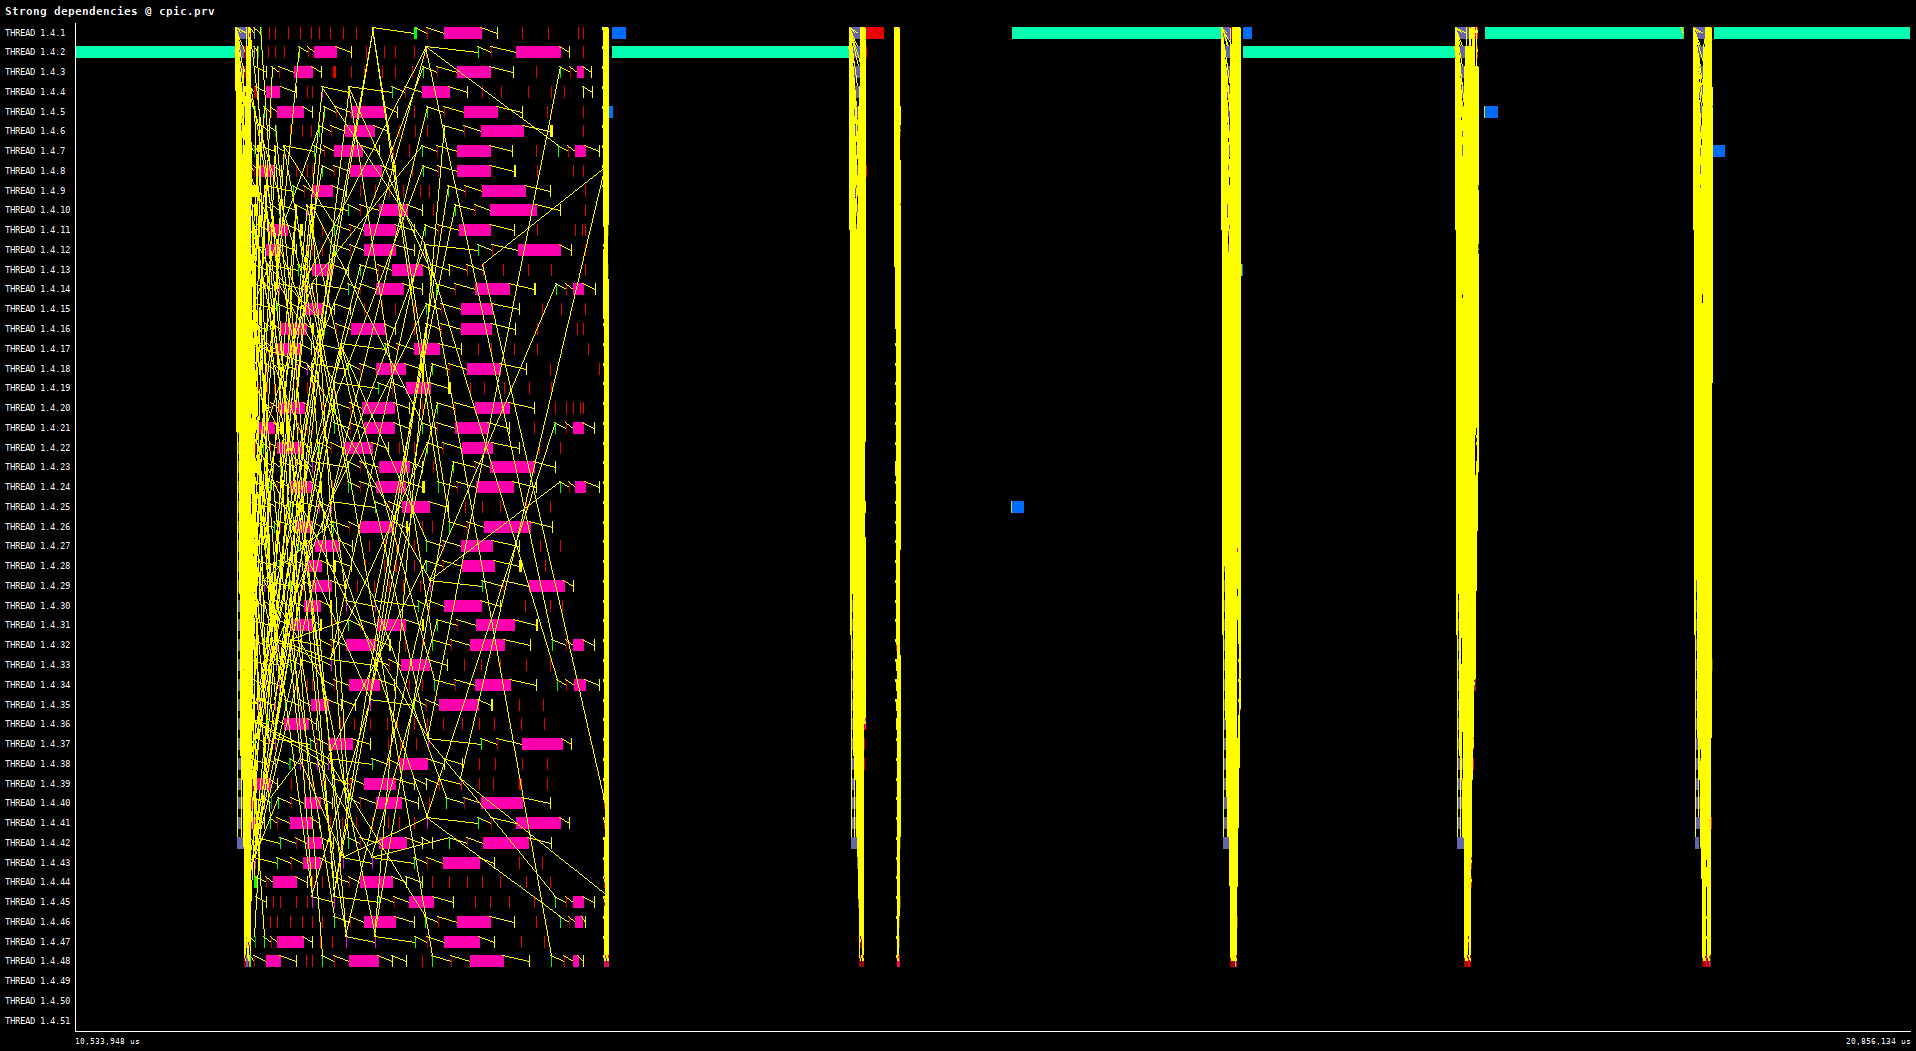 Strong dependencies @ cpic.prv
THREAD 1.4.1
THREAD 1.4.2
THREAD 1.4.3
THREAD 1.4.4
THREAD 1.4.5
THREAD 1.4.6
THREAD 1.4.7
THREAD 1.4.8
THREAD 1.4.9
THREAD 1.4.10
THREAD 1.4.11
THREAD 1.4.12
THREAD 1.4.13
THREAD 1.4.14
THREAD 1.4.15
THREAD 1.4.16
THREAD 1.4.17
THREAD 1.4.18
THREAD 1.4.19
THREAD 1.4.20
THREAD 1.4.21
THREAD 1.4.22
THREAD 1.4.23
THREAD 1.4.24
THREAD 1.4.25
THREAD 1.4.26
THREAD 1.4.27
THREAD 1.4.28
THREAD 1.4.29
THREAD 1.4.30
THREAD 1.4.31
THREAD 1.4.32
THREAD 1.4.33
THREAD 1.4.34
THREAD 1.4.35
THREAD 1.4.36
THREAD 1.4.37
THREAD 1.4.38
THREAD 1.4.39
THREAD 1.4.40
THREAD 1.4.41
THREAD 1.4.42
THREAD 1.4.43
THREAD 1.4.44
THREAD 1.4.45
THREAD 1.4.46
THREAD 1.4.47
THREAD 1.4.48
THREAD 1.4.49
THREAD 1.4.50
THREAD 1.4.51
10,533,948 us
20,856,134 us